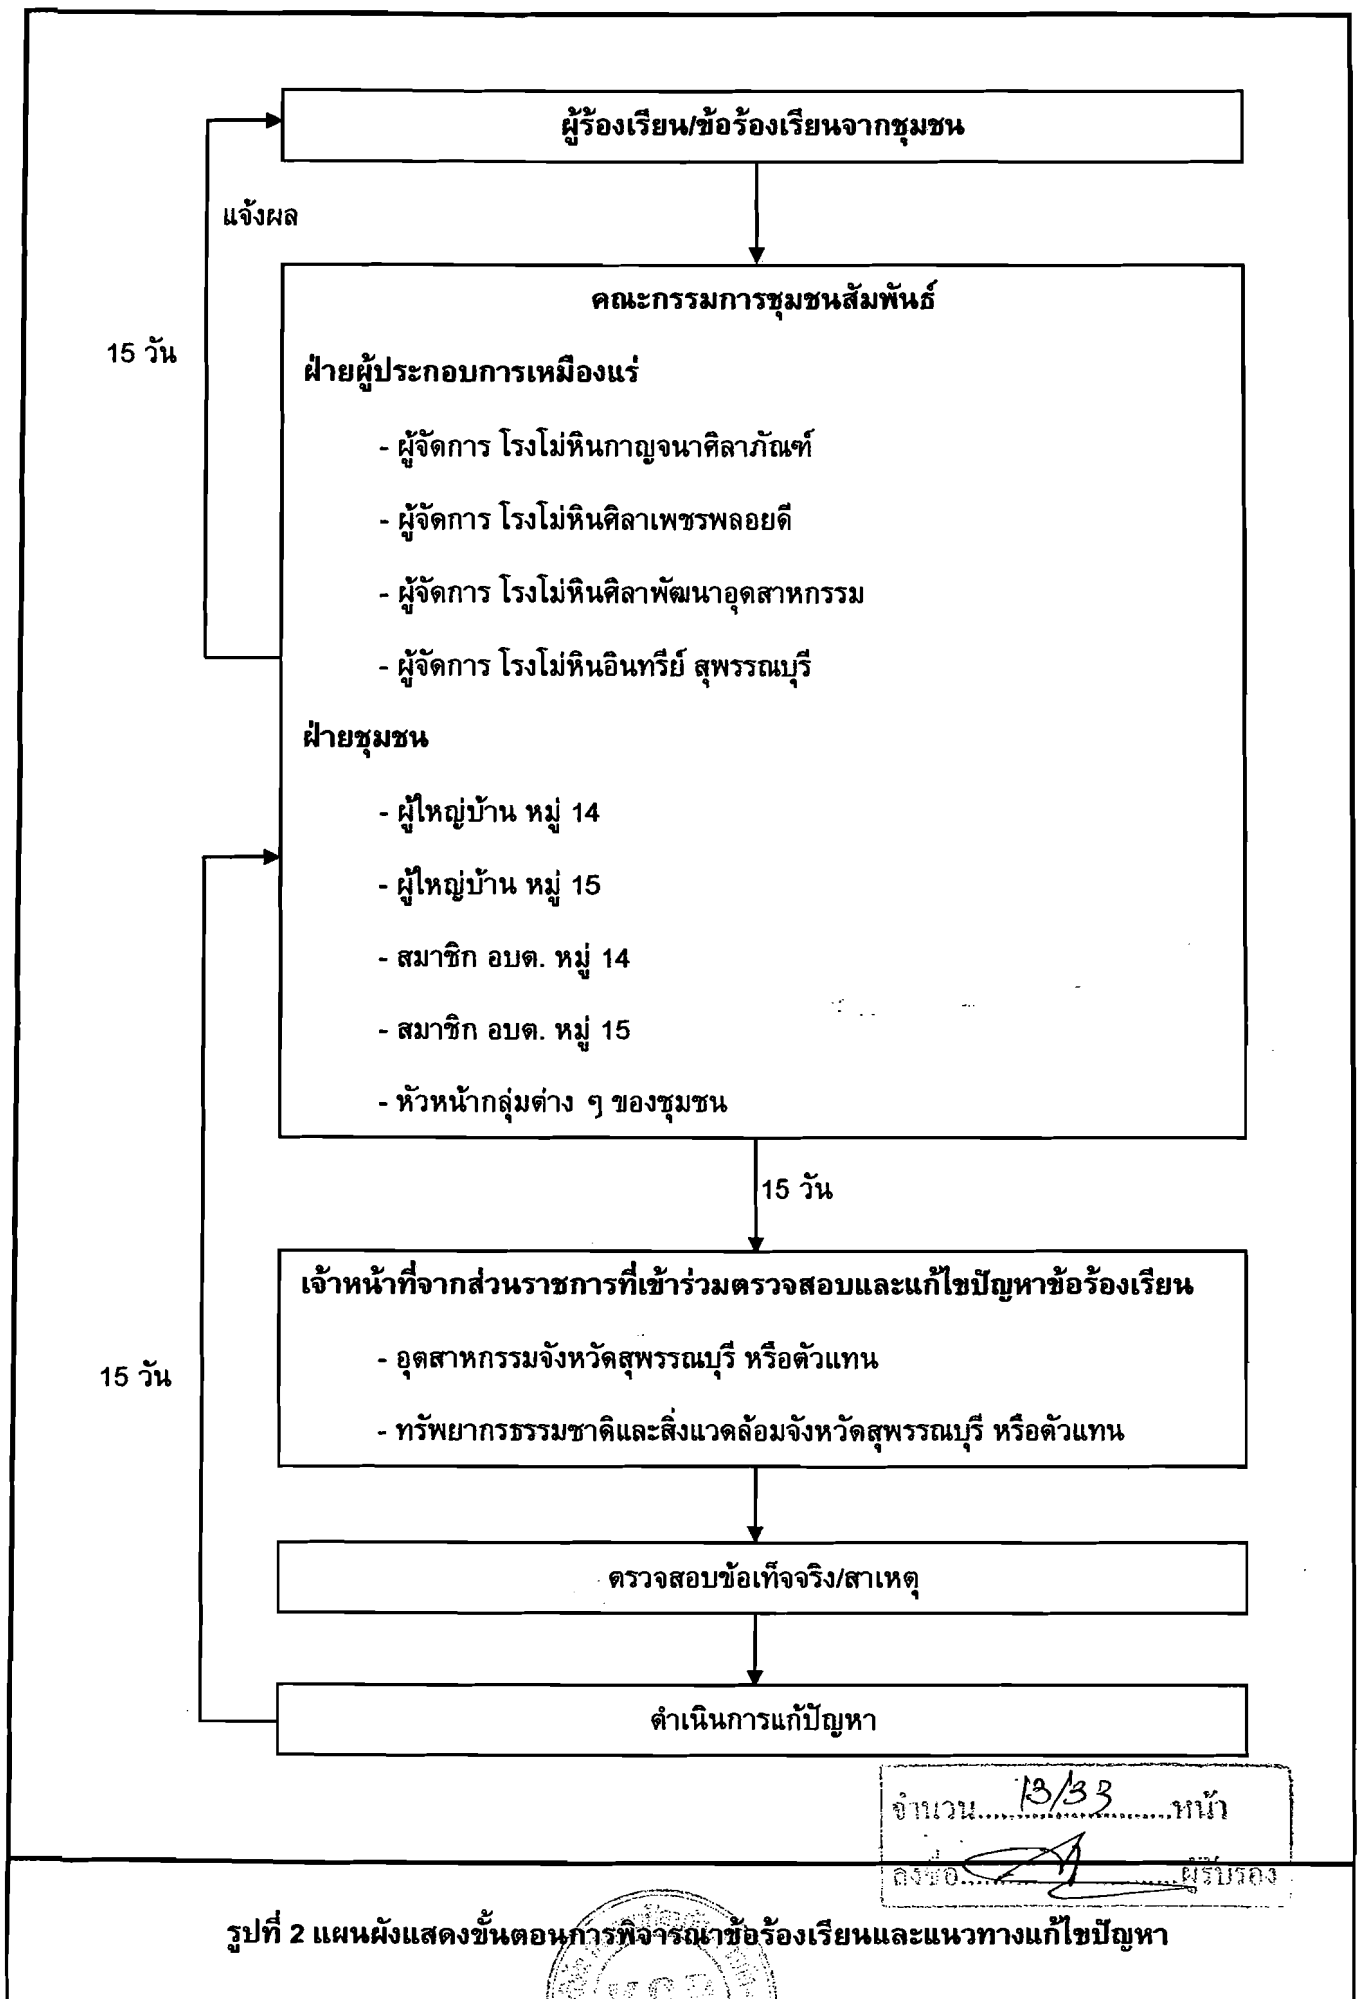 ผู้ร้องเรียน/ข้อร้องเรียนจากชุมชน
แจ้งผล
15 วัน
คณะกรรมการชุมชนสัมพันธ์
ฝ่ายผู้ประกอบการเหมืองแร่
- ผู้จัดการ โรงโม่หินกาญจนาศิลาภัณฑ์
- ผู้จัดการ โรงโม่หินศิลาเพชรพลอยดี
- ผู้จัดการ โรงโม่หินศิลาพัฒนาอุตสาหกรรม
- ผู้จัดการ โรงโม่หินอินทรีย์ สุพรรณบุรี
ฝ่ายชุมชน
- ผู้ใหญ่บ้าน หมู่ 14
- ผู้ใหญ่บ้าน หมู่ 15
- สมาชิก อบต. หมู่ 14
- สมาชิก อบต. หมู่ 15
- หัวหน้ากลุ่มต่าง ๆ ของชุมชน
15 วัน
เจ้าหน้าที่จากส่วนราชการที่เข้าร่วมตรวจสอบและแก้ไขปัญหาข้อร้องเรียน
- อุตสาหกรรมจังหวัดสุพรรณบุรี หรือตัวแทน
- ทรัพยากรธรรมชาติและสิ่งแวดล้อมจังหวัดสุพรรณบุรี หรือตัวแทน
15 วัน
ตรวจสอบข้อเท็จจริง/สาเหตุ
ดำเนินการแก้ปัญหา
จำนวน.....13/33.....หน้า
ลงชื่อ..........ผู้รับรอง
รูปที่ 2 แผนผังแสดงขั้นตอนการพิจารณาข้อร้องเรียนและแนวทางแก้ไขปัญหา